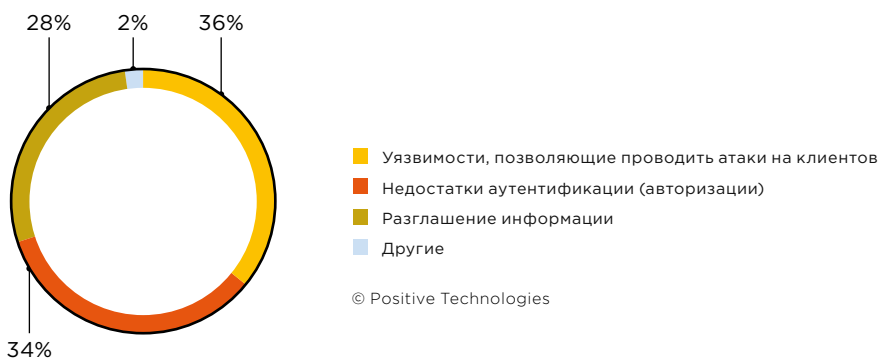 28%
2%
36%
Уязвимости, позволяющие проводить атаки на клиентов
Недостатки аутентификации (авторизации)
Разглашение информации
Другие
© Positive Technologies
34%